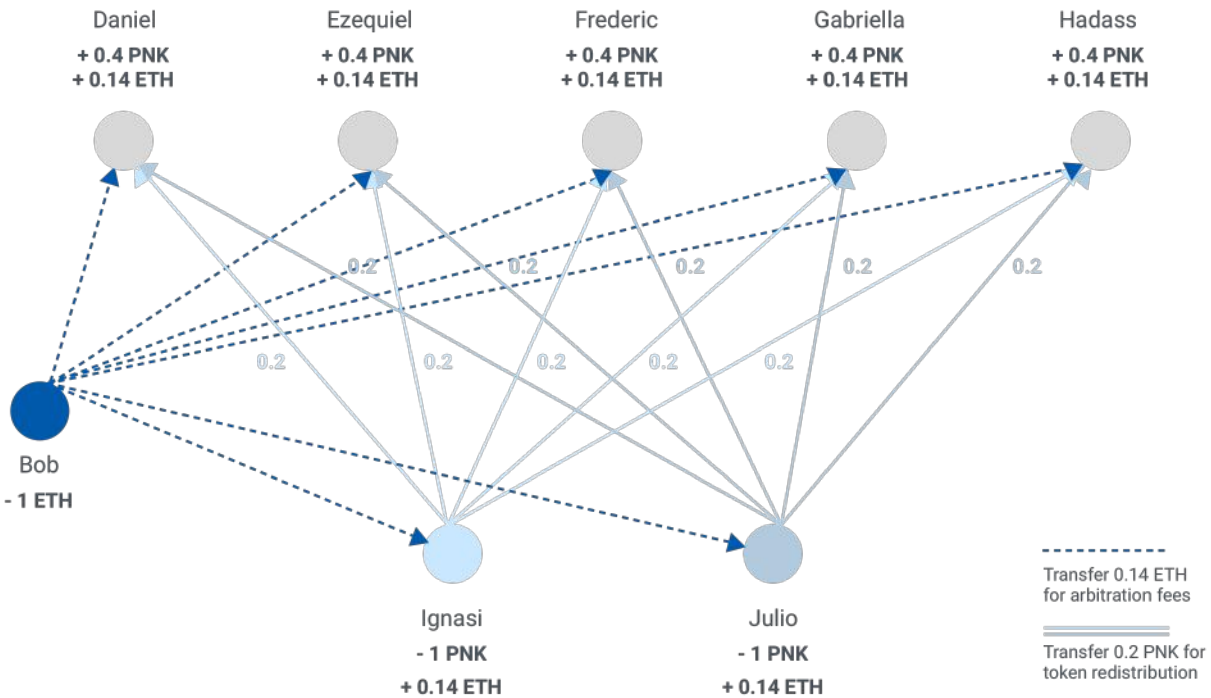 Daniel
+ 0.4 PNK
+ 0.14 ETH
Ezequiel
+ 0.4 PNK
+ 0.14 ETH
Frederic
+ 0.4 PNK
+ 0.14 ETH
Gabriella
+ 0.4 PNK
+ 0.14 ETH
Hadass
+ 0.4 PNK
+ 0.14 ETH
0.2
0.2
0.2
0.2
0.2
0.2
0.2
0.2
0.2
0.2
Bob
- 1 ETH
Ignasi
- 1 PNK
+ 0.14 ETH
Julio
- 1 PNK
+ 0.14 ETH
Transfer 0.14 ETH
for arbitration fees
Transfer 0.2 PNK for
token redistribution